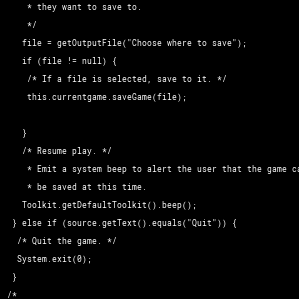 * they want to save to.
*/
file = getOutputFile("Choose where to save");
if (file != null) {
/* If a file is selected, save to it. */
this.currentgame.saveGame(file);
}
/* Resume play. */
* Emit a system beep to alert the user that the game
* be saved at this time.
Toolkit.getDefaultToolkit().beep();
} else if (source.getText().equals("Quit")) {
/* Quit the game. */
System.exit(0);
}
/*